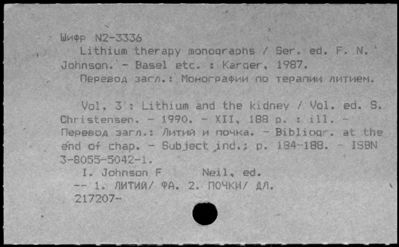 Шифр N2-3336
Lithium therapy monographs / Ser. ed. F. N.
Johnson. - Basel etc. : Karger, 1987.
Перевод загл.: Монографии по терапии литием.
Vol. 3 : Lithium and the kidney / Vol. ed. S.
Christensen. - 1990. - XII, 188 p. : ill. -
Перевод загл.: Литий и почка. - Bibliogr. at the
end of chap. - Subject ind.: p. 184-188. - ISBN
3-8055-5042-1.
I. Johnson F Neil, ed.
-- 1. ЛИТИЙ/ ФА. 2. ПОЧКИ/ ДЛ.
217207-